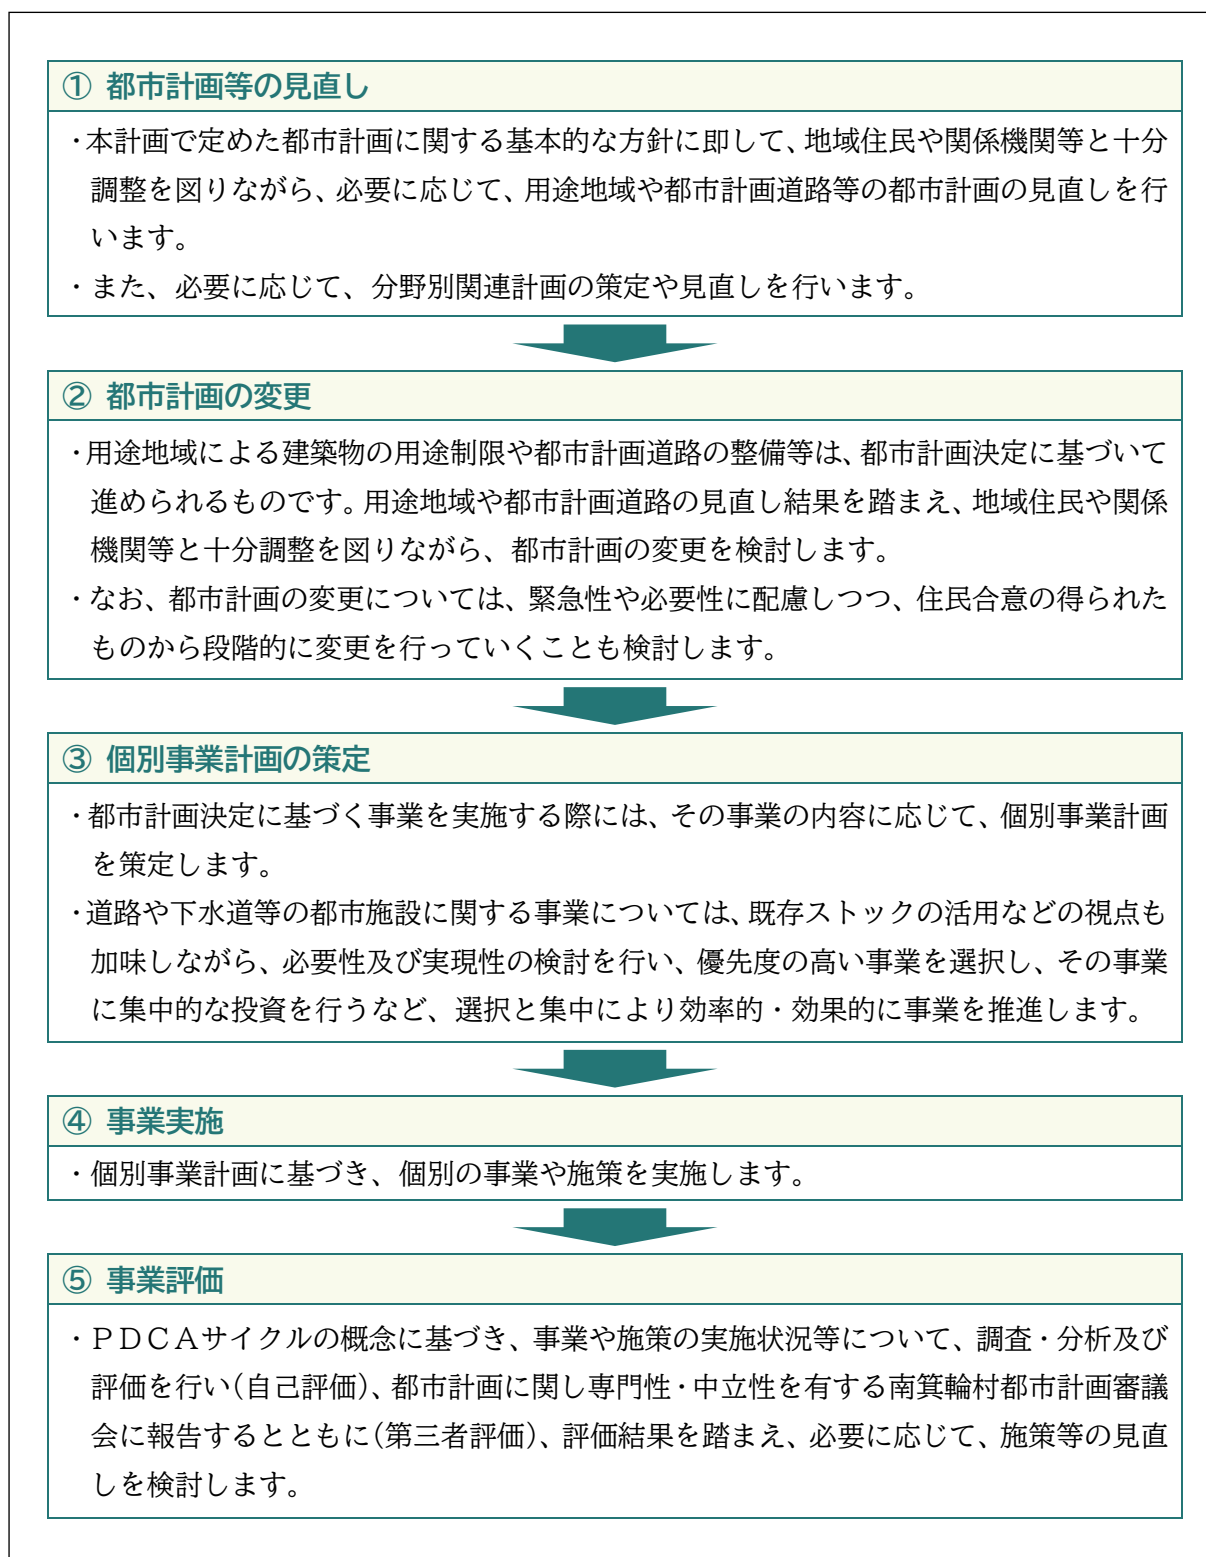 ① 都市計画等の見直し
・本計画で定めた都市計画に関する基本的な方針に即して、地域住民や関係機関等と十分
調整を図りながら、必要に応じて、用途地域や都市計画道路等の都市計画の見直しを行
います。
・また、必要に応じて、分野別関連計画の策定や見直しを行います。
② 都市計画の変更
・用途地域による建築物の用途制限や都市計画道路の整備等は、都市計画決定に基づいて
進められるものです。用途地域や都市計画道路の見直し結果を踏まえ、地域住民や関係
機関等と十分調整を図りながら、都市計画の変更を検討します。
・なお、都市計画の変更については、緊急性や必要性に配慮しつつ、住民合意の得られた
ものから段階的に変更を行っていくことも検討します。
③ 個別事業計画の策定
・都市計画決定に基づく事業を実施する際には、その事業の内容に応じて、個別事業計画
を策定します。
・道路や下水道等の都市施設に関する事業については、既存ストックの活用などの視点も
加味しながら、必要性及び実現性の検討を行い、優先度の高い事業を選択し、その事業
に集中的な投資を行うなど、選択と集中により効率的・効果的に事業を推進します。
④ 事業実施
・個別事業計画に基づき、個別の事業や施策を実施します。
⑤ 事業評価
・ＰＤＣＡサイクルの概念に基づき、事業や施策の実施状況等について、調査・分析及び
評価を行い(自己評価)、都市計画に関し専門性・中立性を有する南箕輪村都市計画審議
会に報告するとともに(第三者評価)、評価結果を踏まえ、必要に応じて、施策等の見直
しを検討します。